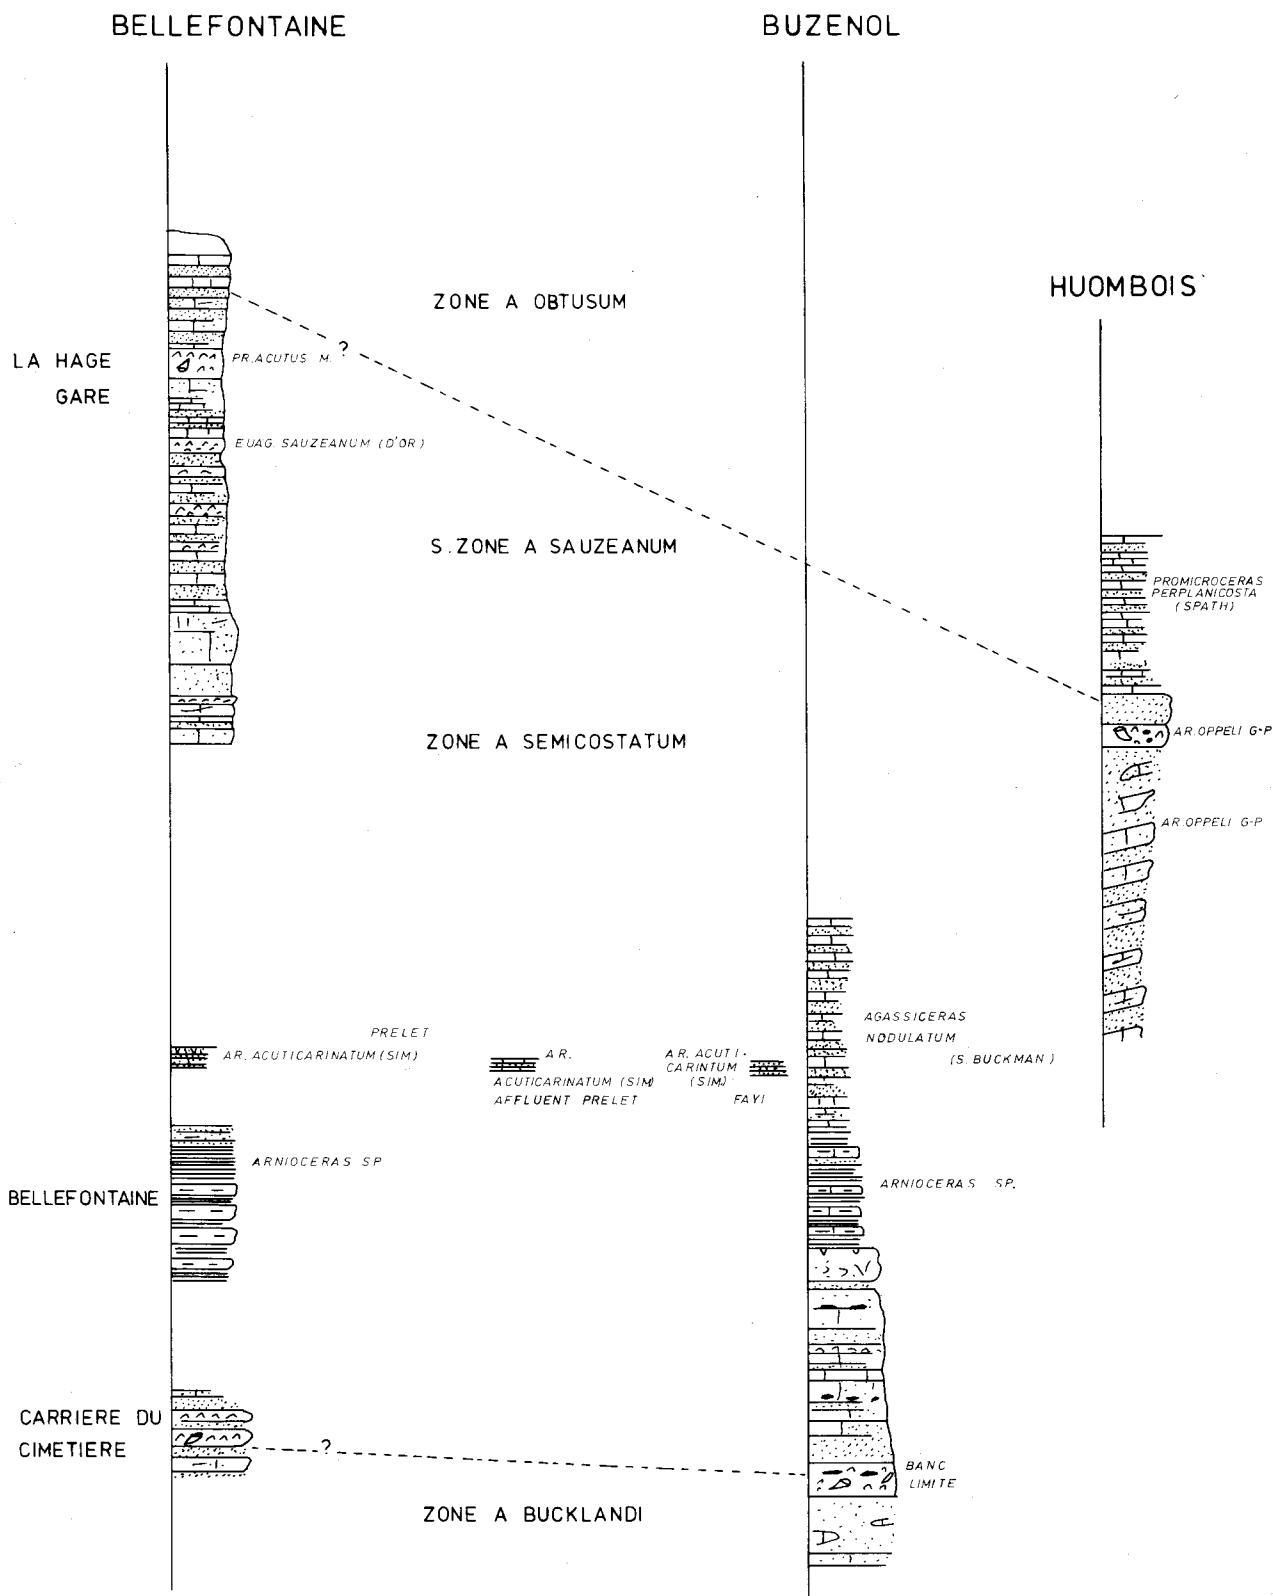 BELLEFONTAINE
BUZENOL
ZONE A OBTUSUM
HUOMBOIS
LA HAGE
GARE
PR.ACUTUS M.
?
EUAG. SAUZEANUM (D'OR)
S.ZONE A SAUZEANUM
PROMICROCERAS
PERPLANICOSTA
(SPATH)
ZONE A SEMICOSTATUM
AR.OPPELI G-P
AR.OPPELI G-P
AGASSICERAS
NODULATUM
(S.BUCKMAN)
PRELET
AR. ACUTICARINATUM (SIM)
AR.
ACUTICARINATUM (SIM)
AFFLUENT PRELET
AR. ACUTI-
CARINTUM
(SIM)
FAYI
ARNIOCERAS SP
BELLEFONTAINE
ARNIOCERAS SP.
CARRIERE DU
CIMETIERE
?
BANC
LIMITE
ZONE A BUCKLANDI